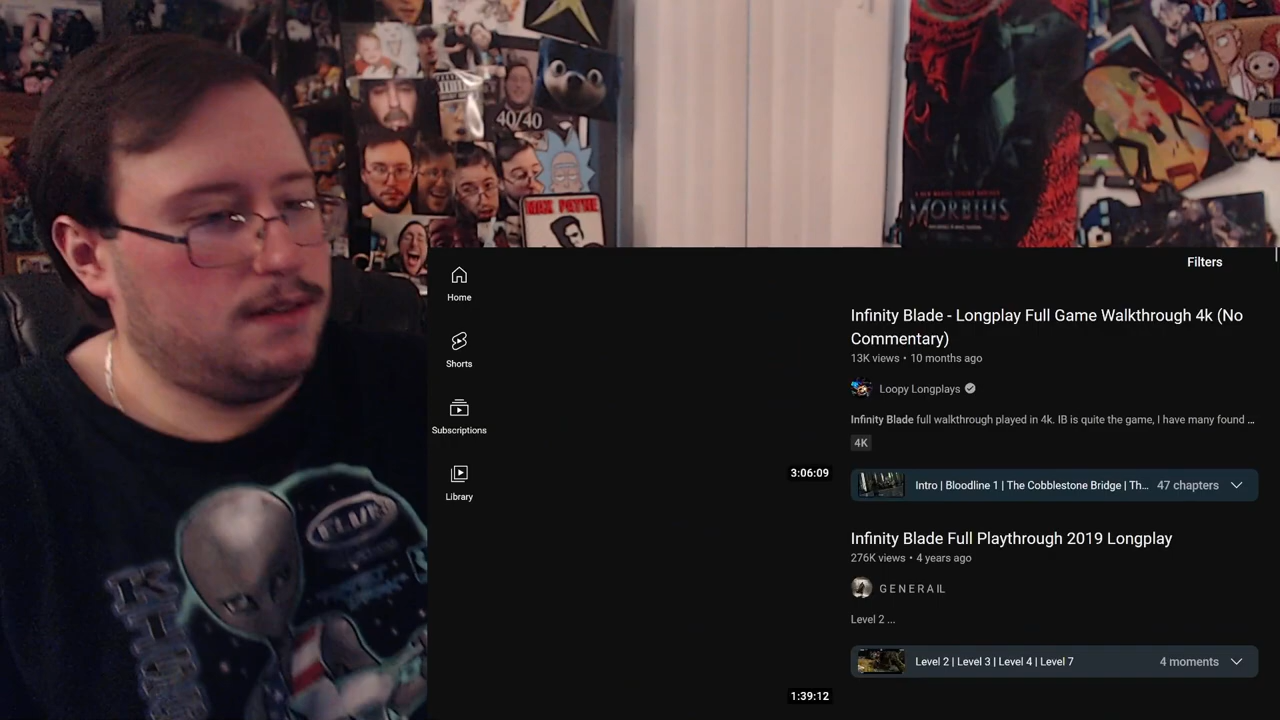 40/40
MAX PAYNE
MORBIUS
Filters
Home
Infinity Blade - Longplay Full Game Walkthrough 4k (No
Commentary)
13K views • 10 months ago
Shorts
Loopy Longplays
Infinity Blade full walkthrough played in 4k. IB is quite the game, I have many found ...
Subscriptions
4K
3:06:09
Intro | Bloodline 1 | The Cobblestone Bridge | Th... 47 chapters
Library
Infinity Blade Full Playthrough 2019 Longplay
276K views • 4 years ago
G E N E R A IL
Level 2 ...
Level 2 | Level 3 | Level 4 | Level 7 4 moments
1:39:12